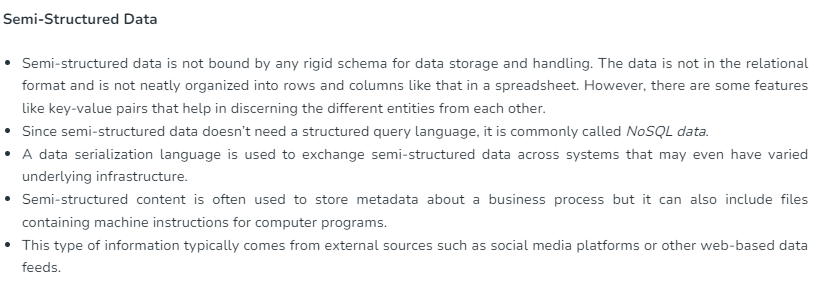 Semi-Structured Data
• Semi-structured data is not bound by any rigid schema for data storage and handling. The data is not in the relational
format and is not neatly organized into rows and columns like that in a spreadsheet. However, there are some features
like key-value pairs that help in discerning the different entities from each other.
• Since semi-structured data doesn't need a structured query language, it is commonly called NoSQL data.
• A data serialization language is used to exchange semi-structured data across systems that may even have varied
underlying infrastructure.
• Semi-structured content is often used to store metadata about a business process but it can also include files
containing machine instructions for computer programs.
• This type of information typically comes from external sources such as social media platforms or other web-based data
feeds.